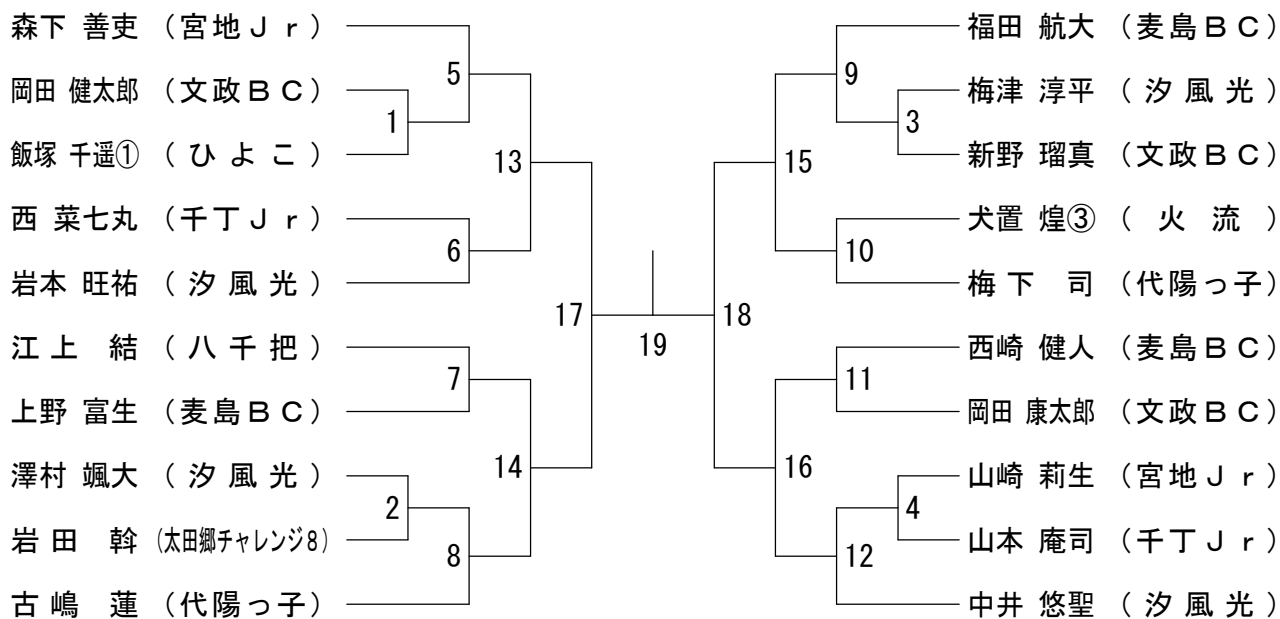 森下 善吏 (宮地Ｊｒ)
5
岡田 健太郎 (文政ＢＣ)
1
飯塚 千遥① (ひよこ)
13
西 菜七丸 (千丁Ｊｒ)
6
岩本 旺祐 (汐風光)
17
江上 結 (八千把)
7
上野 富生 (麦島ＢＣ)
14
澤村 颯大 (汐風光)
2
岩田 斡 (太田郷チャレンジ8)
8
古嶋 蓮 (代陽っ子)
19
福田 航大 (麦島ＢＣ)
9
梅津 淳平 (汐風光)
3
新野 瑠真 (文政ＢＣ)
15
犬置 煌③ (火流)
10
梅下 司 (代陽っ子)
18
西崎 健人 (麦島ＢＣ)
11
岡田 康太郎 (文政ＢＣ)
16
山崎 莉生 (宮地Ｊｒ)
4
山本 庵司 (千丁Ｊｒ)
12
中井 悠聖 (汐風光)